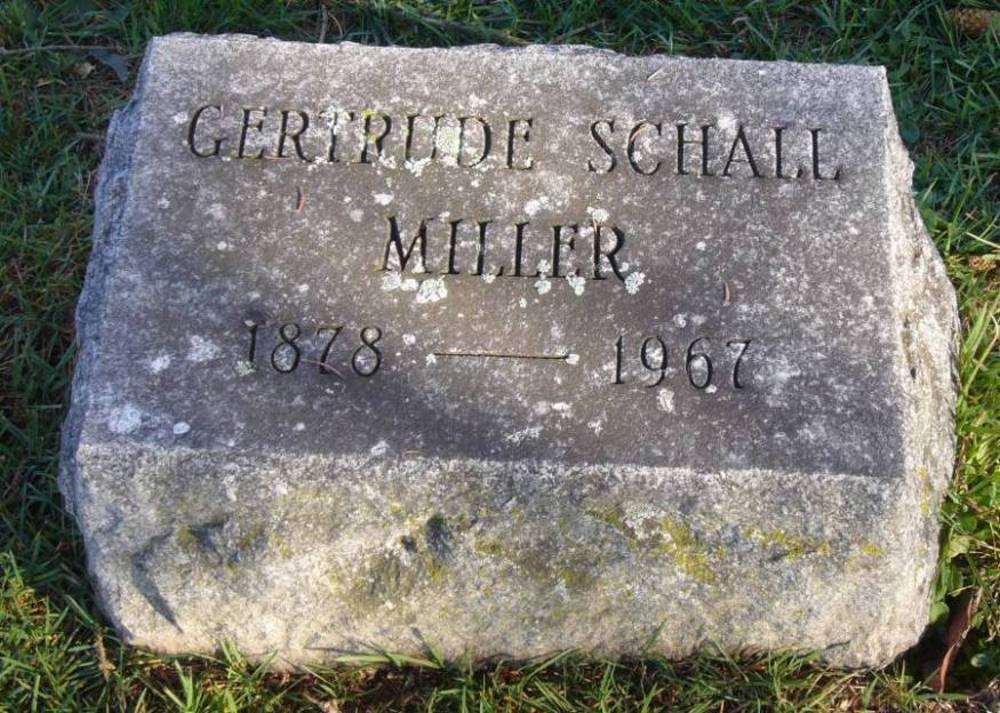 GERTRUDE SCHALL
MILLER
1878 — 1967